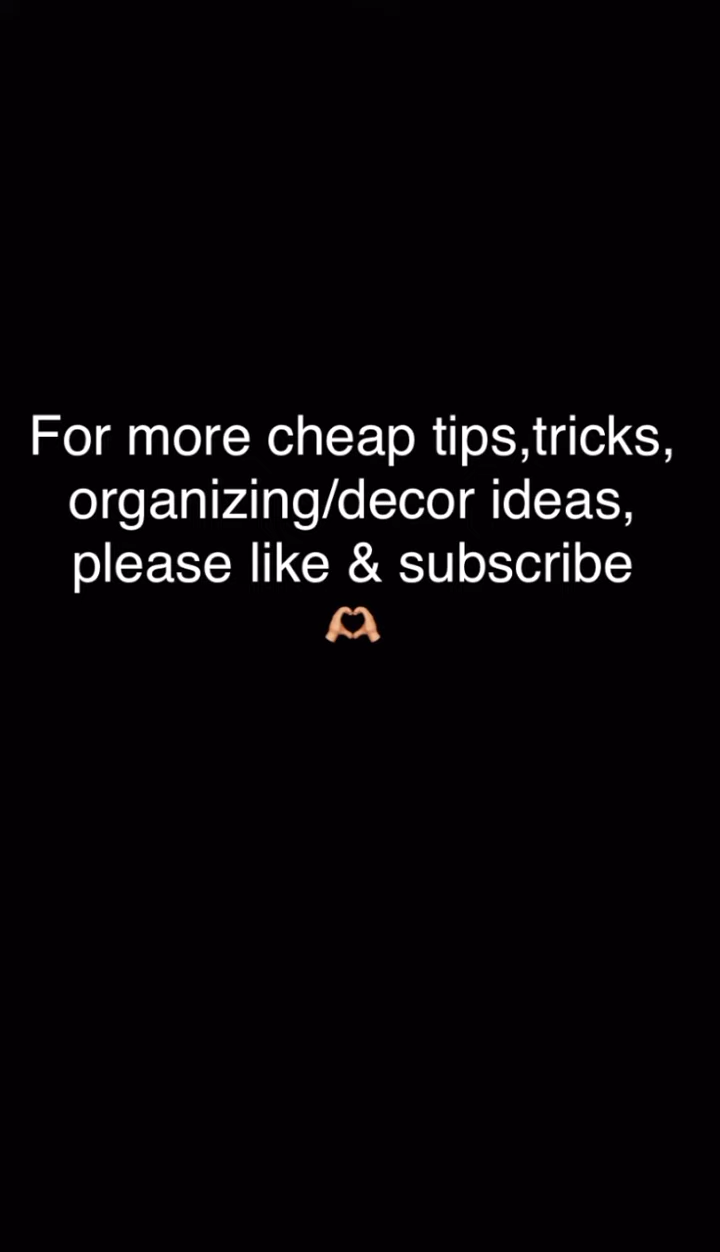 For more cheap tips,tricks,
organizing/decor ideas,
please like & subscribe
🫶🏼